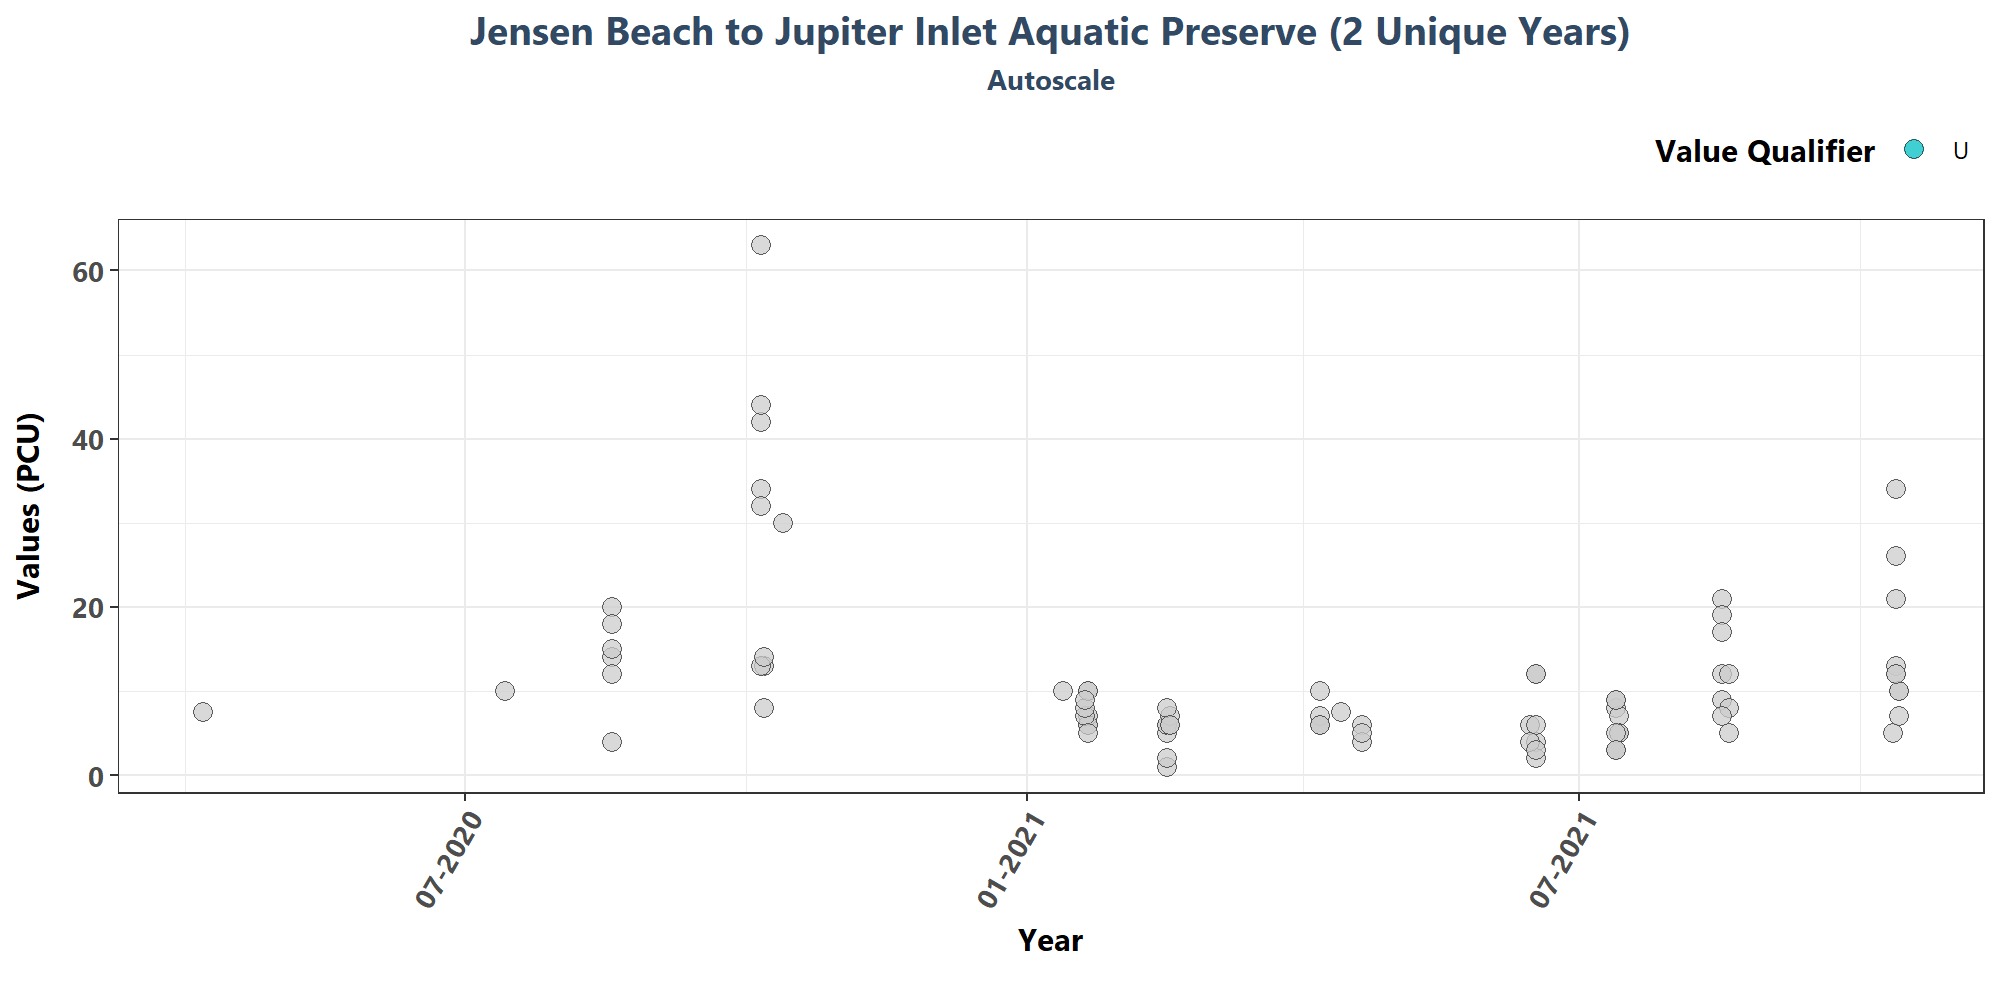 Jensen Beach to Jupiter Inlet Aquatic Preserve (2 Unique Years)
Autoscale
Value Qualifier U
Values (PCU)
60
40
20
0
07-2020
01-2021
07-2021
Year